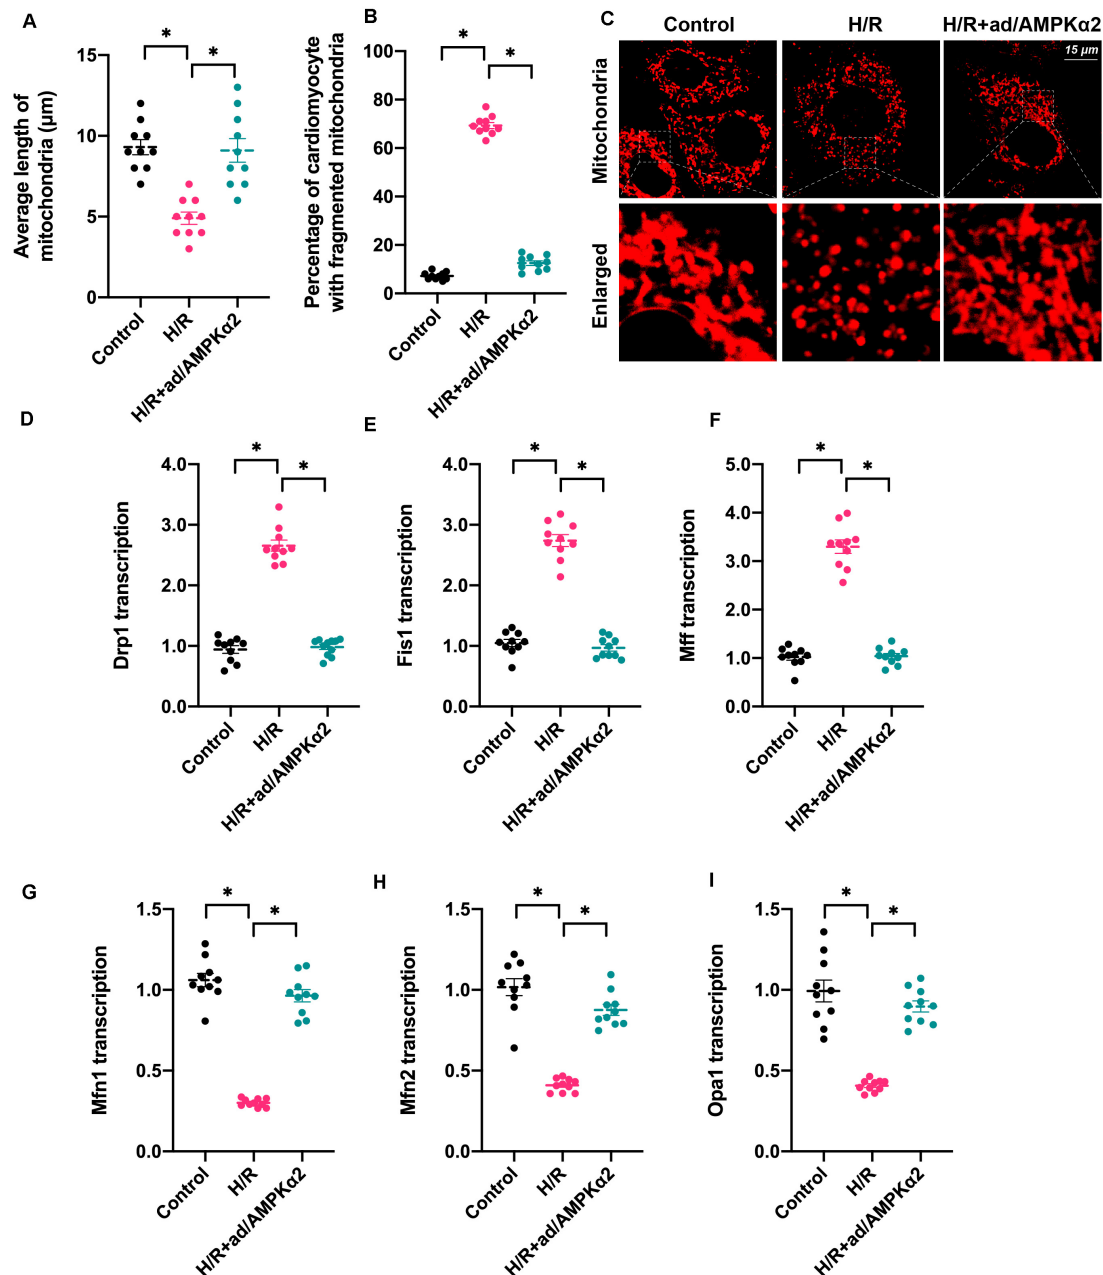 A
Average length of
mitochondria (μm)
15
10
5
0
*
*
Control
H/R
H/R+ad/AMPKα2
B
Percentage of cardiomyocyte
with fragmented mitochondria
100
80
60
40
20
0
*
*
Control
H/R
H/R+ad/AMPKα2
C
Control
H/R
H/R+ad/AMPKα2
Mitochondria
15 μm
Enlarged
D
Drp1 transcription
4.0
3.0
2.0
1.0
0.0
*
*
Control
H/R
H/R+ad/AMPKα2
E
Fis1 transcription
4.0
3.0
2.0
1.0
0.0
*
*
Control
H/R
H/R+ad/AMPKα2
F
Mff transcription
5.0
4.0
3.0
2.0
1.0
0.0
*
*
Control
H/R
H/R+ad/AMPKα2
G
Mfn1 transcription
1.5
1.0
0.5
0.0
*
*
Control
H/R
H/R+ad/AMPKα2
H
Mfn2 transcription
1.5
1.0
0.5
0.0
*
*
Control
H/R
H/R+ad/AMPKα2
I
Opa1 transcription
1.5
1.0
0.5
0.0
*
*
Control
H/R
H/R+ad/AMPKα2